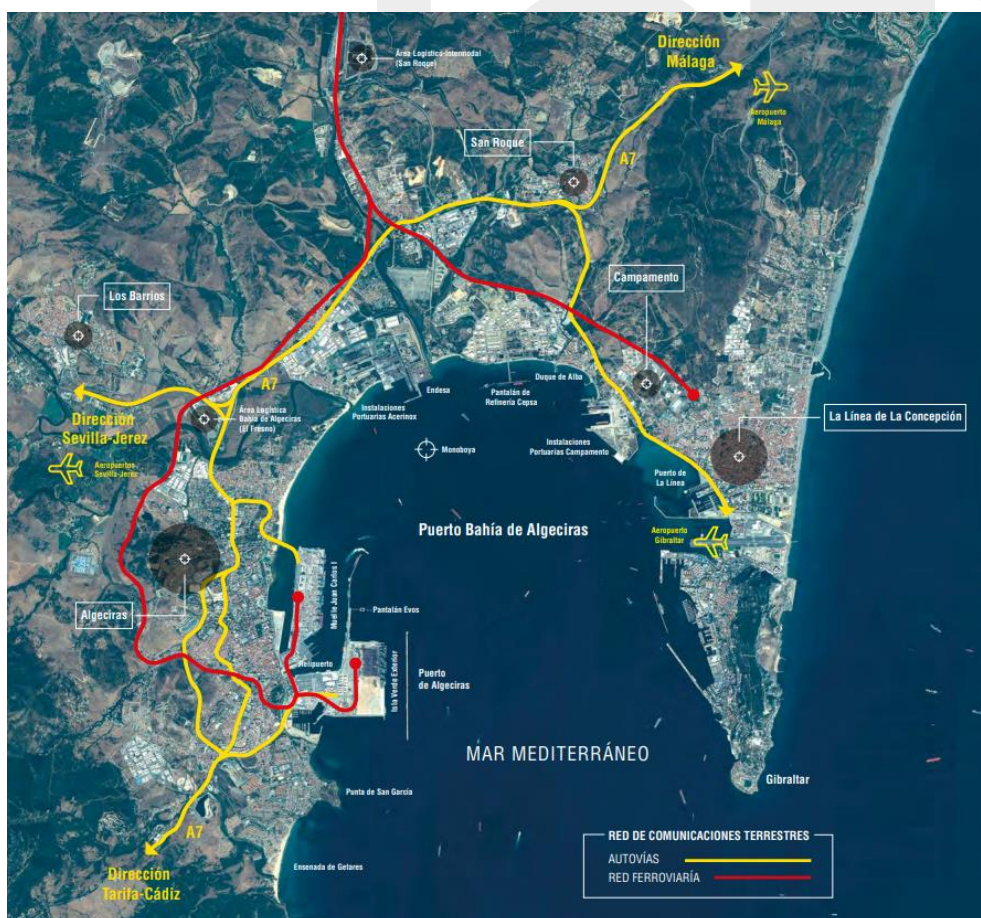 Área Logístico-Intermodal
(San Roque)
Dirección
Málaga
Aeropuerto
Málaga
San Roque
A7
Campamento
Los Barrios
A7
Dirección
Sevilla-Jerez
Aeropuertos
Sevilla-Jerez
Área Logística
Bahía de Algeciras
(El Fresno)
Instalaciones
Portuarias Acerinox
Endesa
Pantalán de
Refinería Cepsa
Duque de Alba
Instalaciones
Portuarias Campamento
La Línea de La Concepción
Monoboya
Puerto de
La Línea
Puerto Bahía de Algeciras
Aeropuerto
Gibraltar
Algeciras
Muelle Juan Carlos I
Pantalán Evos
Helipuerto
Isla Verde Exterior
Puerto
de Algeciras
MAR MEDITERRÁNEO
Gibraltar
Punta de San García
A7
Dirección
Tarifa-Cádiz
Ensenada de Getares
RED DE COMUNICACIONES TERRESTRES
AUTOVÍAS
RED FERROVIARÍA